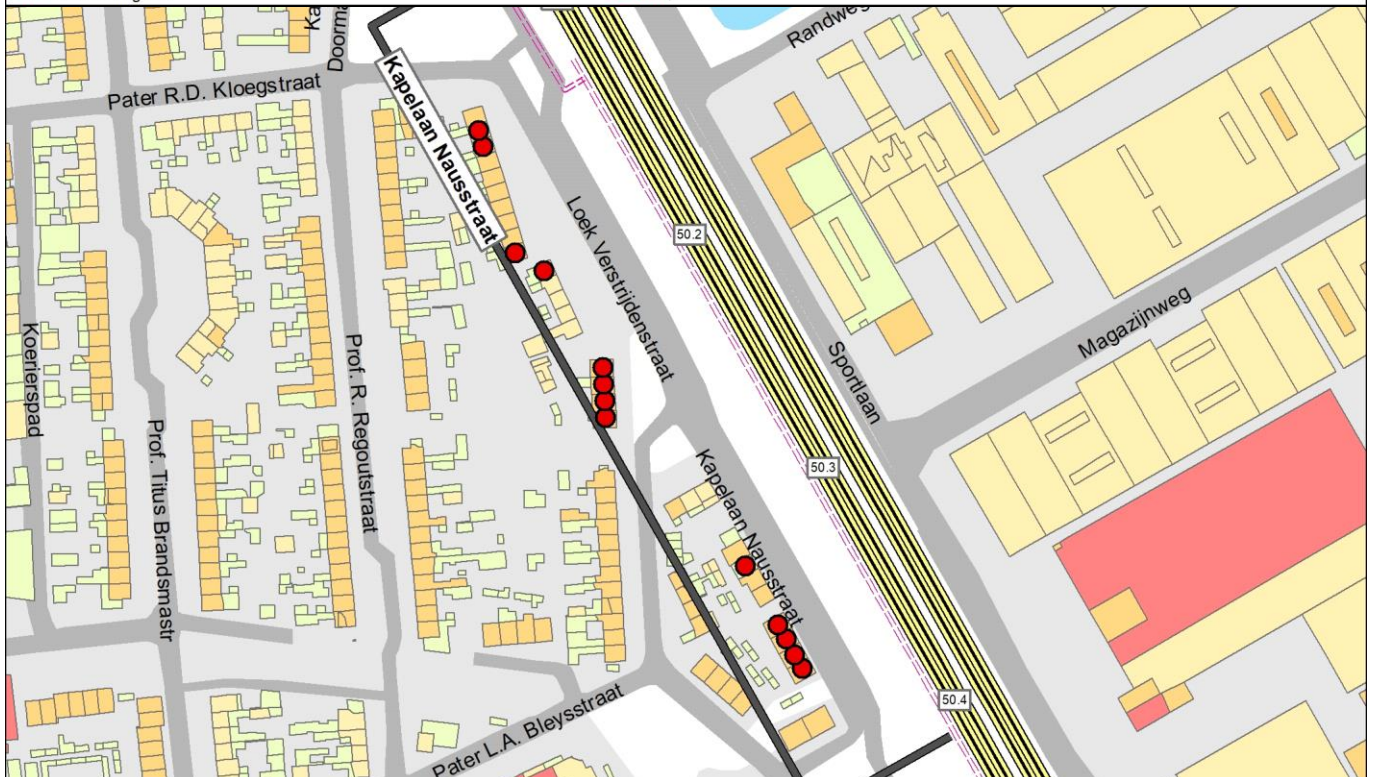 Ka
Doorma
Randweg
Pater R.D. Kloegstraat
Kapelaan Nausstraat
Loek Verstrijdenstraat
50.2
Magazijnweg
Koerierspad
Prof. R. Regoutstraat
Sportlaan
Prof. Titus Brandsmastr
50.3
Kapelaan Nausstraat
50.4
Pater L.A. Bleysstraat